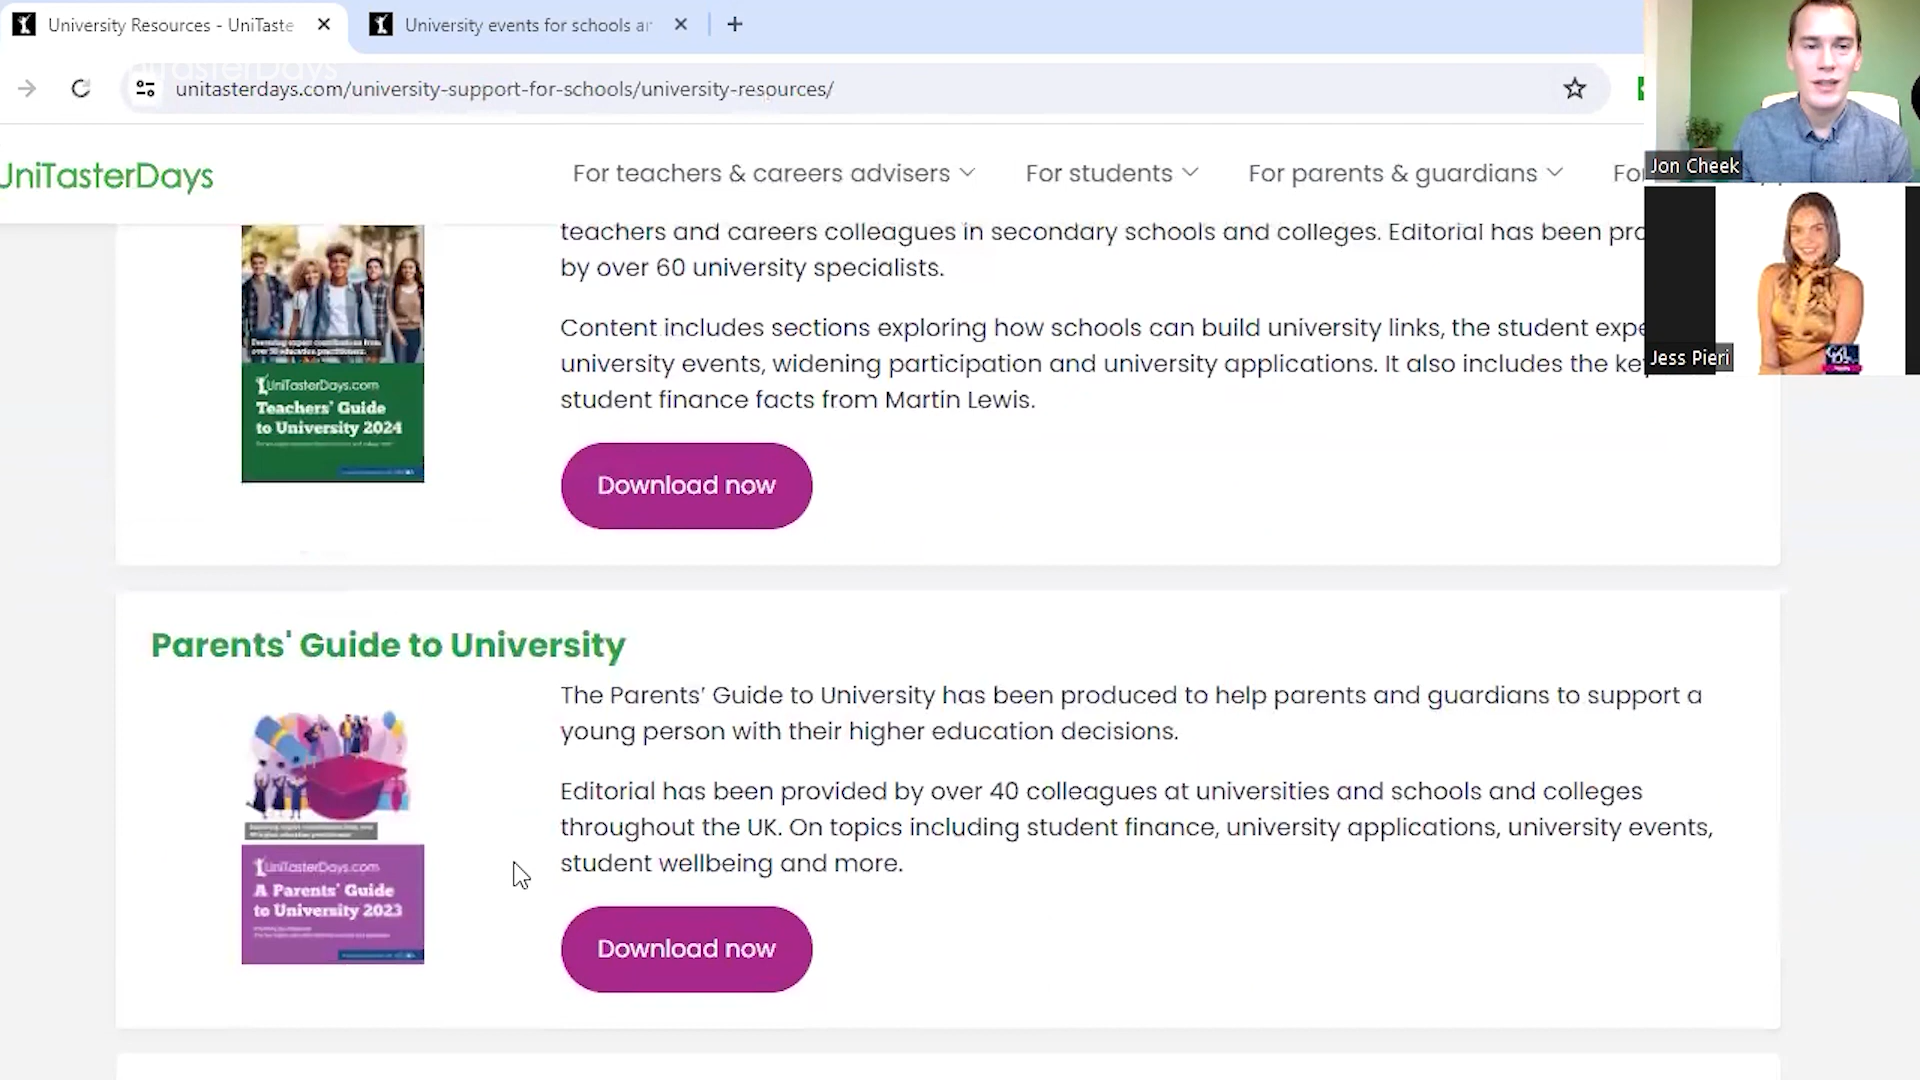 University Resources - UniTaste
University events for schools ar
unitasterdays.com/university-support-for-schools/university-resources/
UniTasterDays
For teachers & careers advisers
For students
For parents & guardians
Fo
Jon Cheek
Jess Pieri
teachers and careers colleagues in secondary schools and colleges. Editorial has been pro
by over 60 university specialists.
Content includes sections exploring how schools can build university links, the student expe
university events, widening participation and university applications. It also includes the key
student finance facts from Martin Lewis.
UniTasterDays.com
Teachers' Guide
to University 2024
Download now
Parents' Guide to University
The Parents' Guide to University has been produced to help parents and guardians to support a
young person with their higher education decisions.
Editorial has been provided by over 40 colleagues at universities and schools and colleges
throughout the UK. On topics including student finance, university applications, university events,
student wellbeing and more.
UniTasterDays.com
A Parents' Guide
to University 2023
Download now